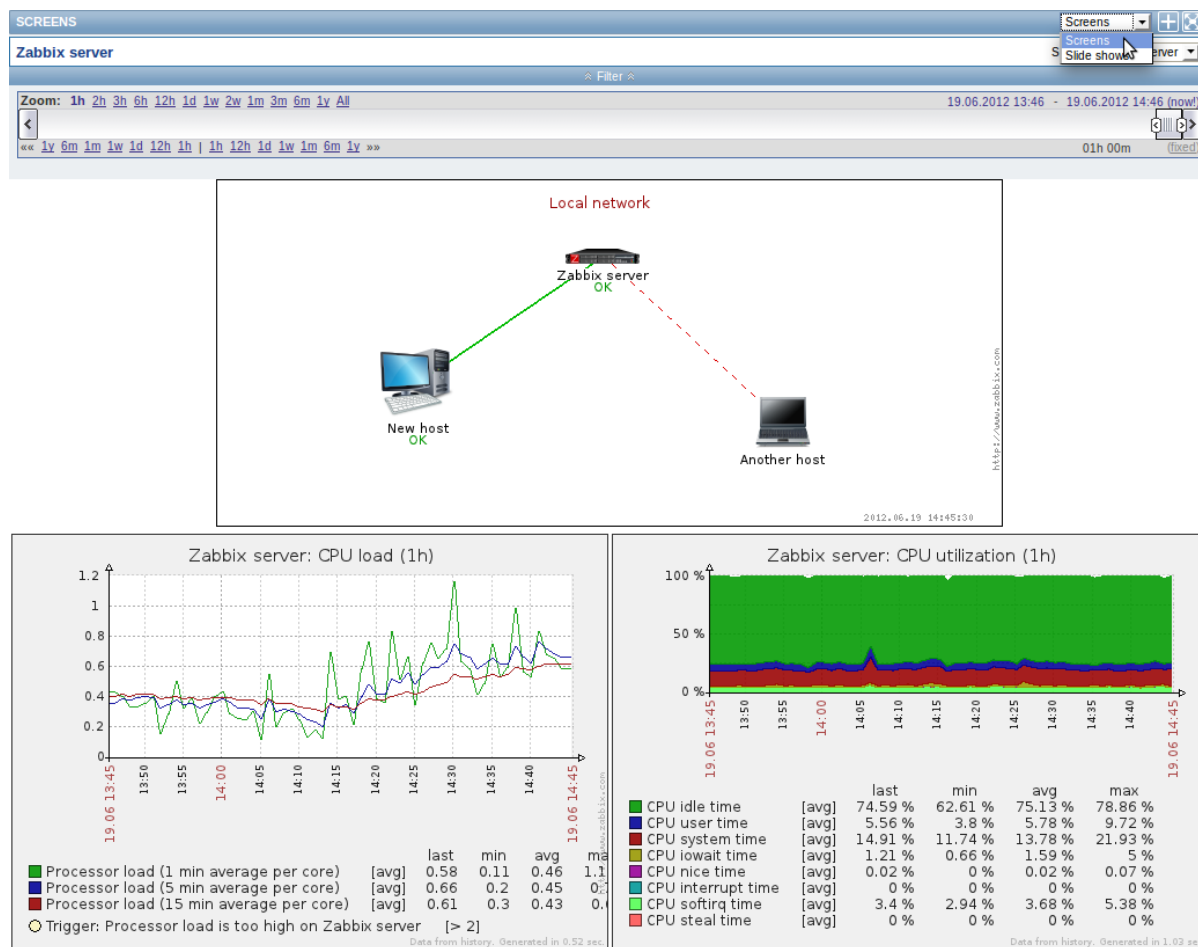 SCREENS
Screens
Screens
Slide shows
Zabbix server
S erver
Filter
Zoom: 1h 2h 3h 6h 12h 1d 1w 2w 1m 3m 6m 1y All
19.06.2012 13:46 - 19.06.2012 14:46 (now!)
«« 1y 6m 1m 1w 1d 12h 1h | 1h 12h 1d 1w 1m 6m 1y »»
01h 00m (fixed)
Local network
Zabbix server
OK
New host
OK
Another host
http://www.zabbix.com
2012.06.19 14:45:30
Zabbix server: CPU load (1h)
1.2
1
0.8
0.6
0.4
0.2
0
19.06 13:45 13:50 13:55 14:00 14:05 14:10 14:15 14:20 14:25 14:30 14:35 14:40 19.06 14:45
last min avg ma
Processor load (1 min average per core) [avg] 0.58 0.11 0.46 1.1
Processor load (5 min average per core) [avg] 0.66 0.2 0.45 0.
Processor load (15 min average per core) [avg] 0.61 0.3 0.43 0.
Trigger: Processor load is too high on Zabbix server [> 2]
www.zabbix.com
Data from history. Generated in 0.52 sec.
Zabbix server: CPU utilization (1h)
100 %
50 %
0 %
19.06 13:45 13:50 13:55 14:00 14:05 14:10 14:15 14:20 14:25 14:30 14:35 14:40 19.06 14:45
last min avg max
CPU idle time [avg] 74.59 % 62.61 % 75.13 % 78.86 %
CPU user time [avg] 5.56 % 3.8 % 5.78 % 9.72 %
CPU system time [avg] 14.91 % 11.74 % 13.78 % 21.93 %
CPU iowait time [avg] 1.21 % 0.66 % 1.59 % 5 %
CPU nice time [avg] 0.02 % 0 % 0.02 % 0.07 %
CPU interrupt time [avg] 0 % 0 % 0 % 0 %
CPU softirq time [avg] 3.4 % 2.94 % 3.68 % 5.38 %
CPU steal time [avg] 0 % 0 % 0 % 0 %
Data from history. Generated in 1.03 se